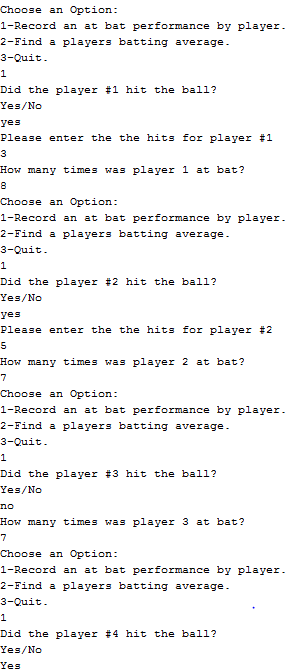 Choose an Option:
1-Record an at bat performance by player.
2-Find a players batting average.
3-Quit.
1
Did the player #1 hit the ball?
Yes/No
yes
Please enter the the hits for player #1
3
How many times was player 1 at bat?
8
Choose an Option:
1-Record an at bat performance by player.
2-Find a players batting average.
3-Quit.
1
Did the player #2 hit the ball?
Yes/No
yes
Please enter the the hits for player #2
5
How many times was player 2 at bat?
7
Choose an Option:
1-Record an at bat performance by player.
2-Find a players batting average.
3-Quit.
1
Did the player #3 hit the ball?
Yes/No
no
How many times was player 3 at bat?
7
Choose an Option:
1-Record an at bat performance by player.
2-Find a players batting average.
3-Quit.
1
Did the player #4 hit the ball?
Yes/No
Yes